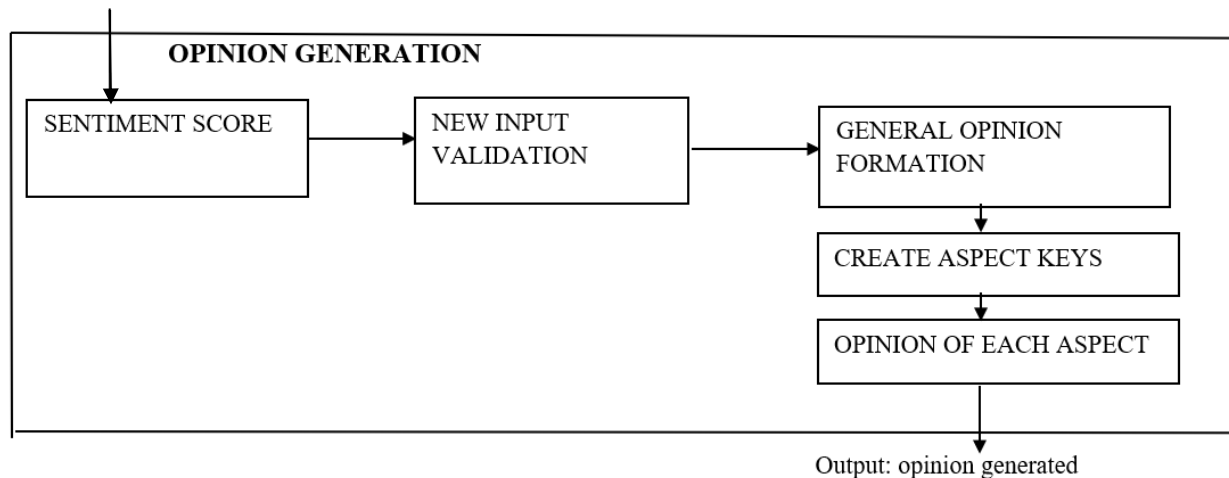 OPINION GENERATION
SENTIMENT SCORE
NEW INPUT
VALIDATION
GENERAL OPINION
FORMATION
CREATE ASPECT KEYS
OPINION OF EACH ASPECT
Output: opinion generated